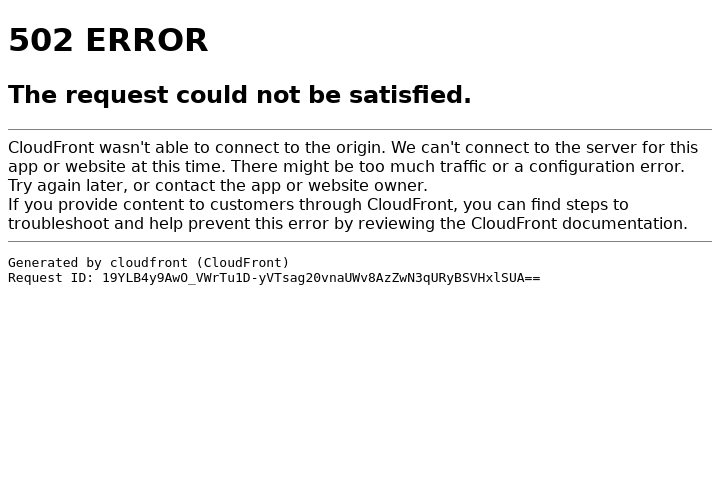 502 ERROR
The request could not be satisfied.
CloudFront wasn't able to connect to the origin. We can't connect to the server for this
app or website at this time. There might be too much traffic or a configuration error.
Try again later, or contact the app or website owner.
If you provide content to customers through CloudFront, you can find steps to
troubleshoot and help prevent this error by reviewing the CloudFront documentation.
Generated by cloudfront (CloudFront)
Request ID: 19YLB4y9AwO_VWrTu1D-yVTsag20vnaUWv8AzZwN3qURyBSVHxlSUA==